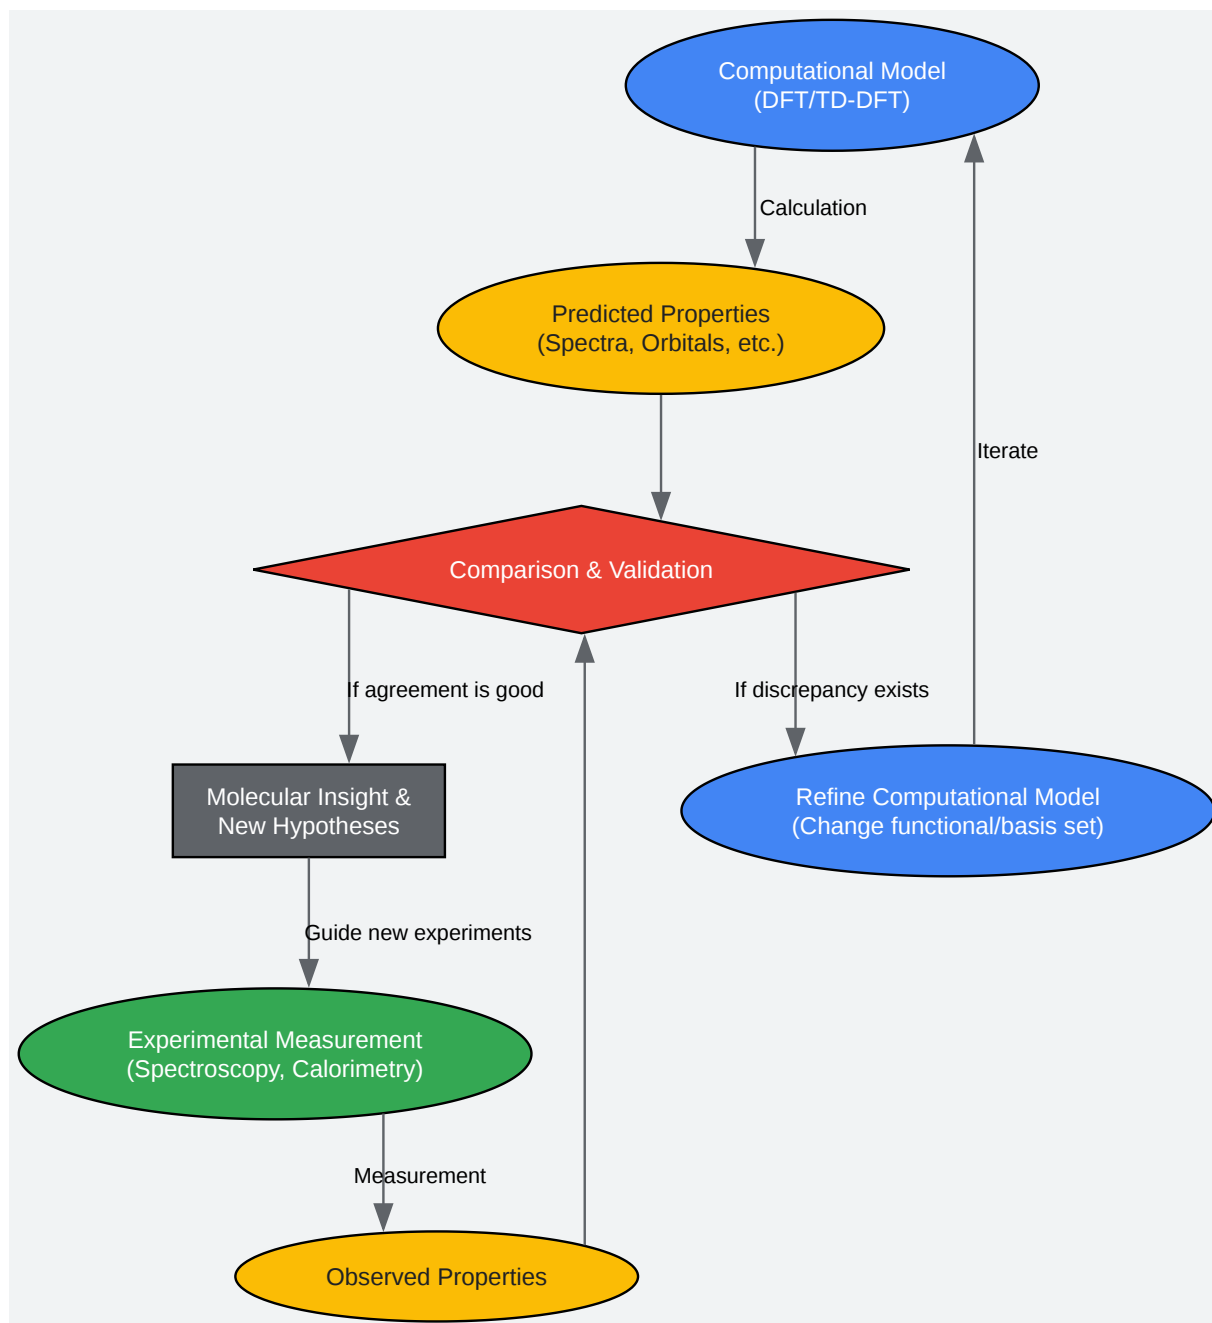 Computational Model
(DFT/TD-DFT)
Calculation
Predicted Properties
(Spectra, Orbitals, etc.)
Iterate
Comparison & Validation
If agreement is good
If discrepancy exists
Molecular Insight &
New Hypotheses
Refine Computational Model
(Change functional/basis set)
Guide new experiments
Experimental Measurement
(Spectroscopy, Calorimetry)
Measurement
Observed Properties